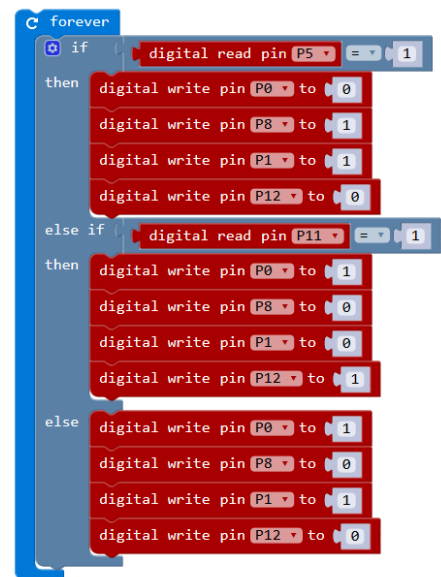 forever
if digital read pin P5 = 1
then digital write pin P0 to 0
digital write pin P8 to 1
digital write pin P1 to 1
digital write pin P12 to 0
else if digital read pin P11 = 1
then digital write pin P0 to 1
digital write pin P8 to 0
digital write pin P1 to 0
digital write pin P12 to 1
else digital write pin P0 to 1
digital write pin P8 to 0
digital write pin P1 to 1
digital write pin P12 to 0